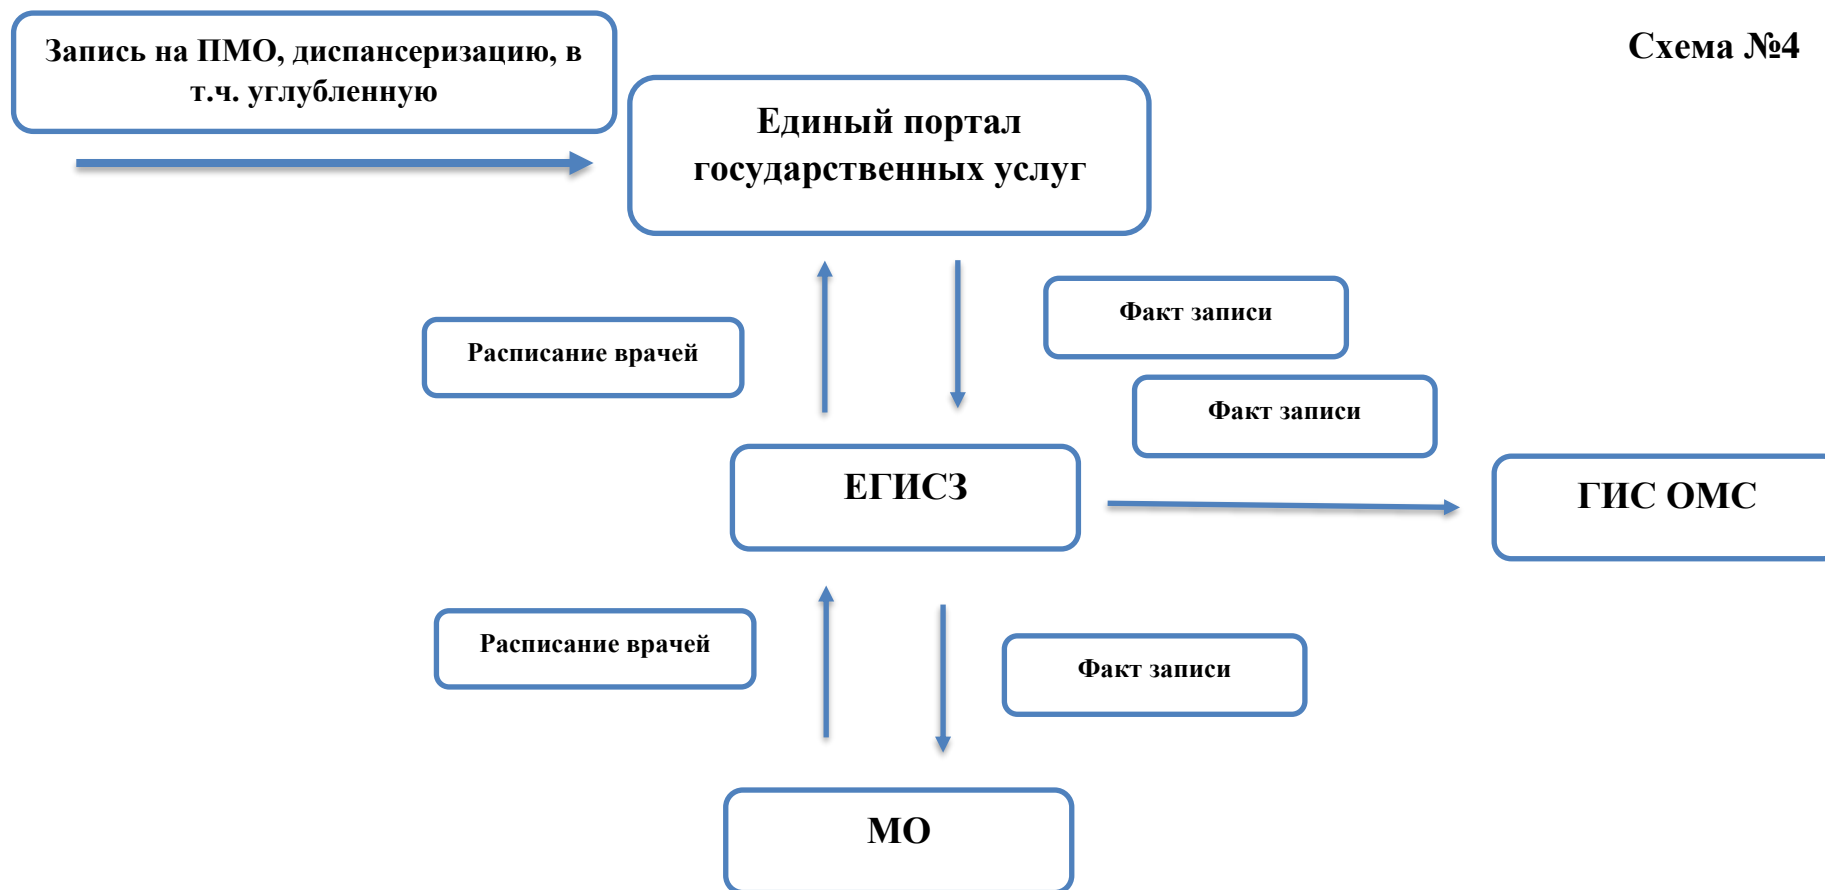 Запись на ПМО, диспансеризацию, в
т.ч. углубленную
Схема №4
Единый портал
государственных услуг
Факт записи
Расписание врачей
Факт записи
ЕГИСЗ
ГИС ОМС
Расписание врачей
Факт записи
МО